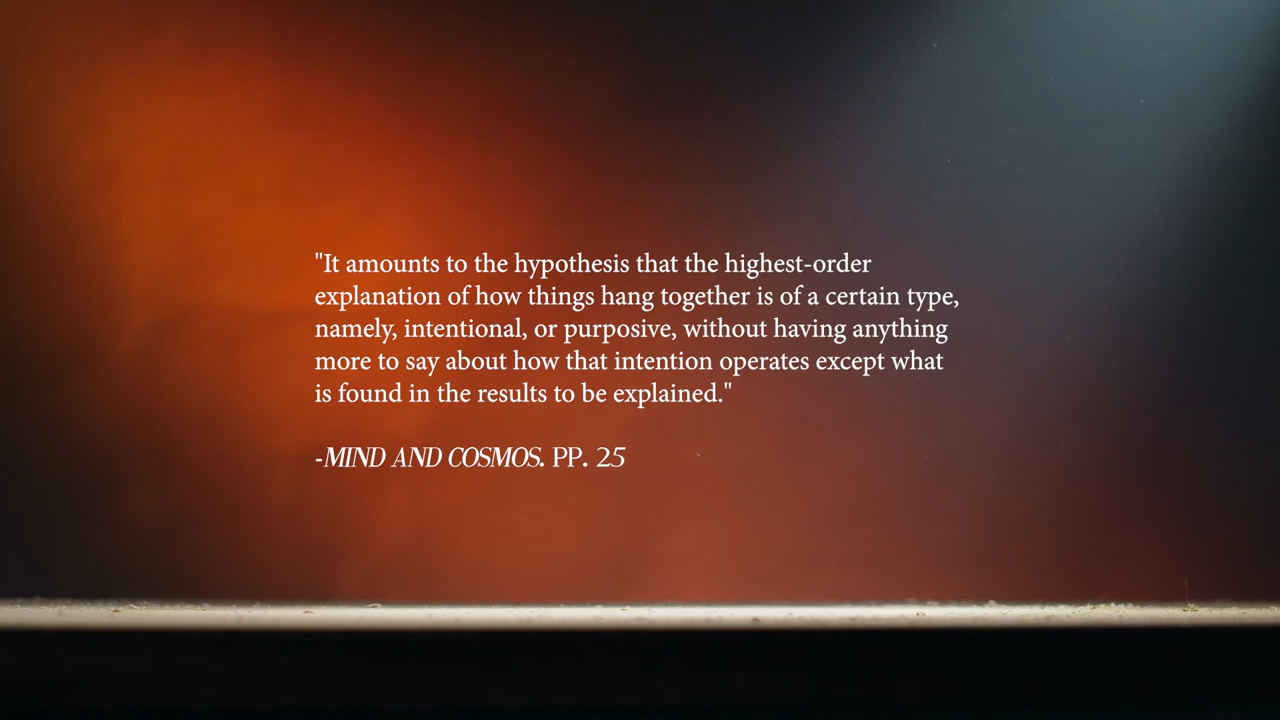 "It amounts to the hypothesis that the highest-order
explanation of how things hang together is of a certain type,
namely, intentional, or purposive, without having anything
more to say about how that intention operates except what
is found in the results to be explained."
-MIND AND COSMOS. PP. 25